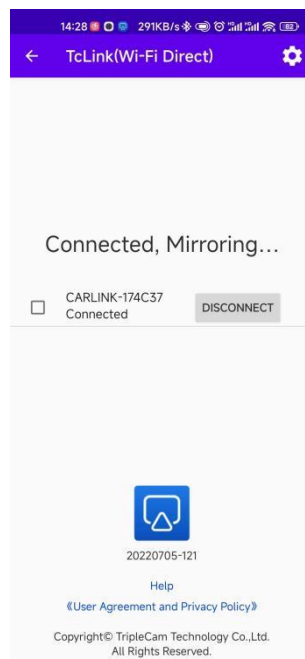 14:28 291KB/s
TcLink(Wi-Fi Direct)
Connected, Mirroring...
CARLINK-174C37
Connected
DISCONNECT
20220705-121
Help
《User Agreement and Privacy Policy》
Copyright© TripleCam Technology Co.,Ltd.
All Rights Reserved.